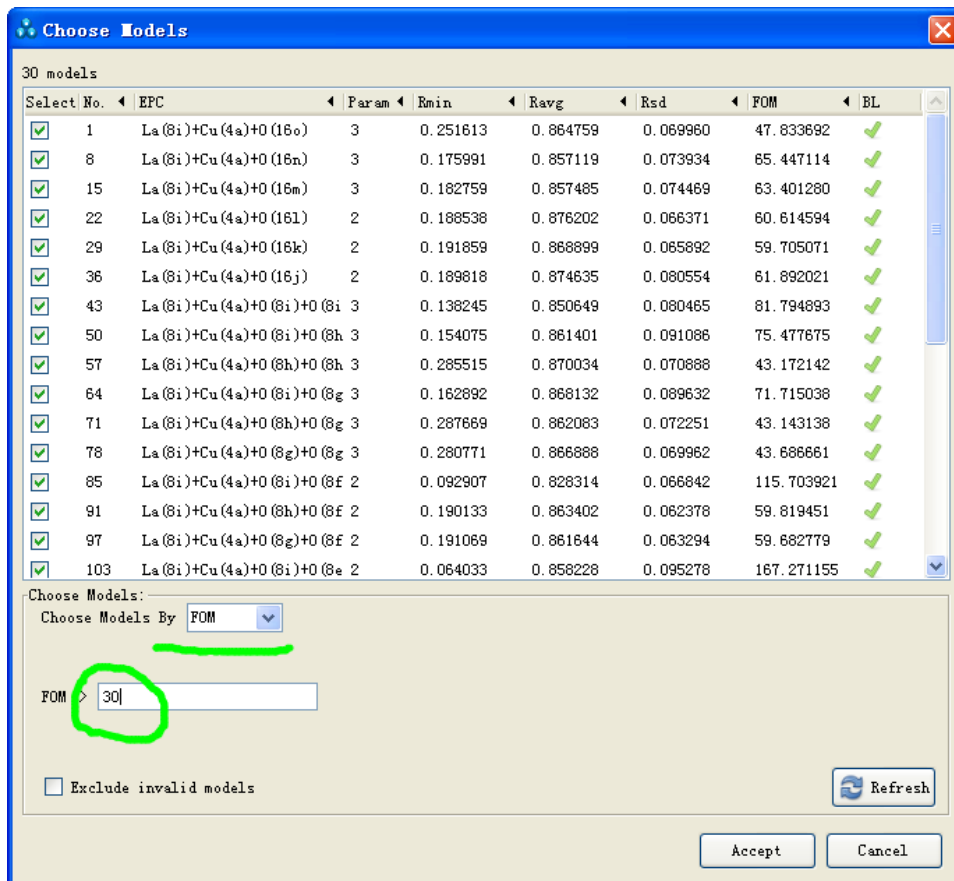 Choose Models
30 models
Select No. EPC Param Rmin Ravg Rsd FOM BL
1 La(8i)+Cu(4a)+O(16o) 3 0.251613 0.864759 0.069960 47.833692
8 La(8i)+Cu(4a)+O(16n) 3 0.175991 0.857119 0.073934 65.447114
15 La(8i)+Cu(4a)+O(16m) 3 0.182759 0.857485 0.074469 63.401280
22 La(8i)+Cu(4a)+O(16l) 2 0.188538 0.876202 0.066371 60.614594
29 La(8i)+Cu(4a)+O(16k) 2 0.191859 0.868899 0.065892 59.705071
36 La(8i)+Cu(4a)+O(16j) 2 0.189818 0.874635 0.080554 61.892021
43 La(8i)+Cu(4a)+O(8i)+O(8i 3 0.138245 0.850649 0.080465 81.794893
50 La(8i)+Cu(4a)+O(8i)+O(8h 3 0.154075 0.861401 0.091086 75.477675
57 La(8i)+Cu(4a)+O(8h)+O(8h 3 0.285515 0.870034 0.070888 43.172142
64 La(8i)+Cu(4a)+O(8i)+O(8g 3 0.162892 0.868132 0.089632 71.715038
71 La(8i)+Cu(4a)+O(8h)+O(8g 3 0.287669 0.862083 0.072251 43.143138
78 La(8i)+Cu(4a)+O(8g)+O(8g 3 0.280771 0.866888 0.069962 43.686661
85 La(8i)+Cu(4a)+O(8i)+O(8f 2 0.092907 0.828314 0.066842 115.703921
91 La(8i)+Cu(4a)+O(8h)+O(8f 2 0.190133 0.863402 0.062378 59.819451
97 La(8i)+Cu(4a)+O(8g)+O(8f 2 0.191069 0.861644 0.063294 59.682779
103 La(8i)+Cu(4a)+O(8i)+O(8e 2 0.064033 0.858228 0.095278 167.271155
Choose Models:
Choose Models By FOM
FOM > 30
Exclude invalid models
Refresh
Accept Cancel